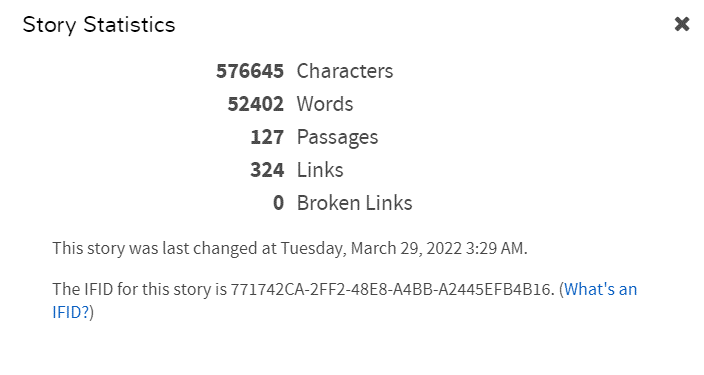 Story Statistics
576645 Characters
52402 Words
127 Passages
324 Links
0 Broken Links
This story was last changed at Tuesday, March 29, 2022 3:29 AM.
The IFID for this story is 771742CA-2FF2-48E8-A4BB-A2445EFB4B16. (What's an
IFID?)